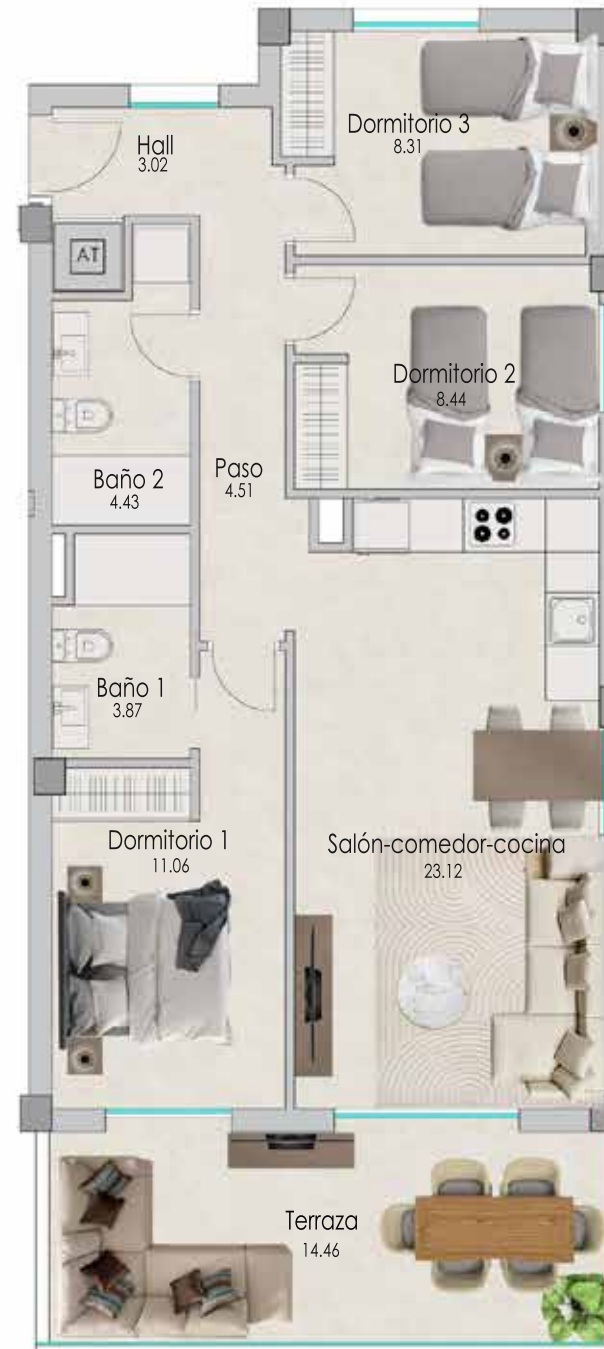 Dormitorio 3
8.31
Hall
3.02
AT
Dormitorio 2
8.44
Baño 2
4.43
Paso
4.51
Baño 1
3.87
Dormitorio 1
11.06
Salón-comedor-cocina
23.12
Terraza
14.46